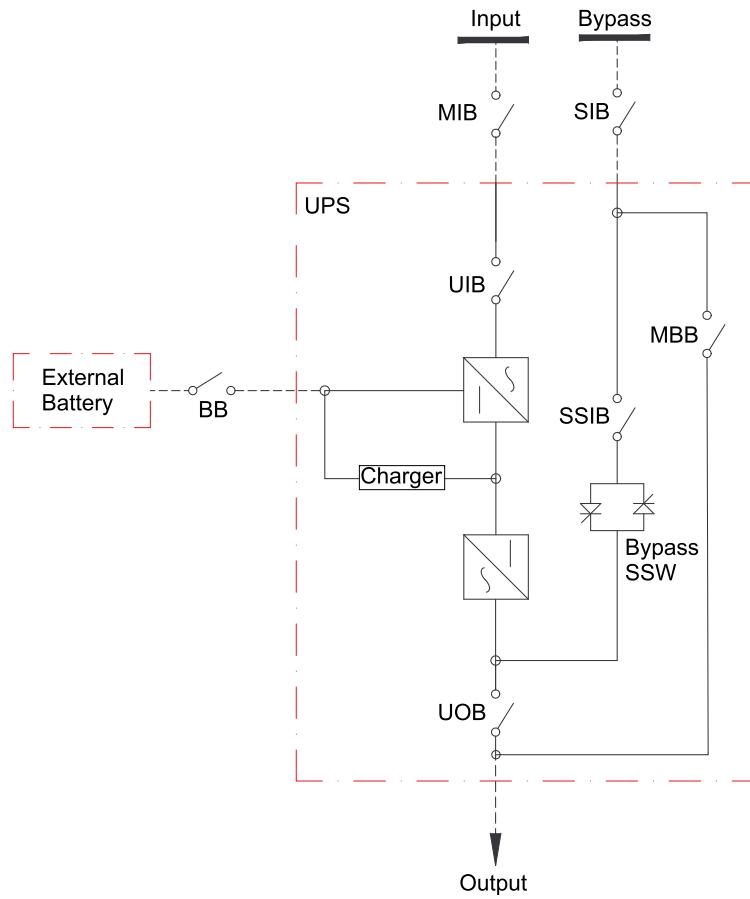 Input
Bypass
MIB
SIB
UPS
UIB
MBB
External
Battery
BB
SSIB
Charger
Bypass
SSW
UOB
Output